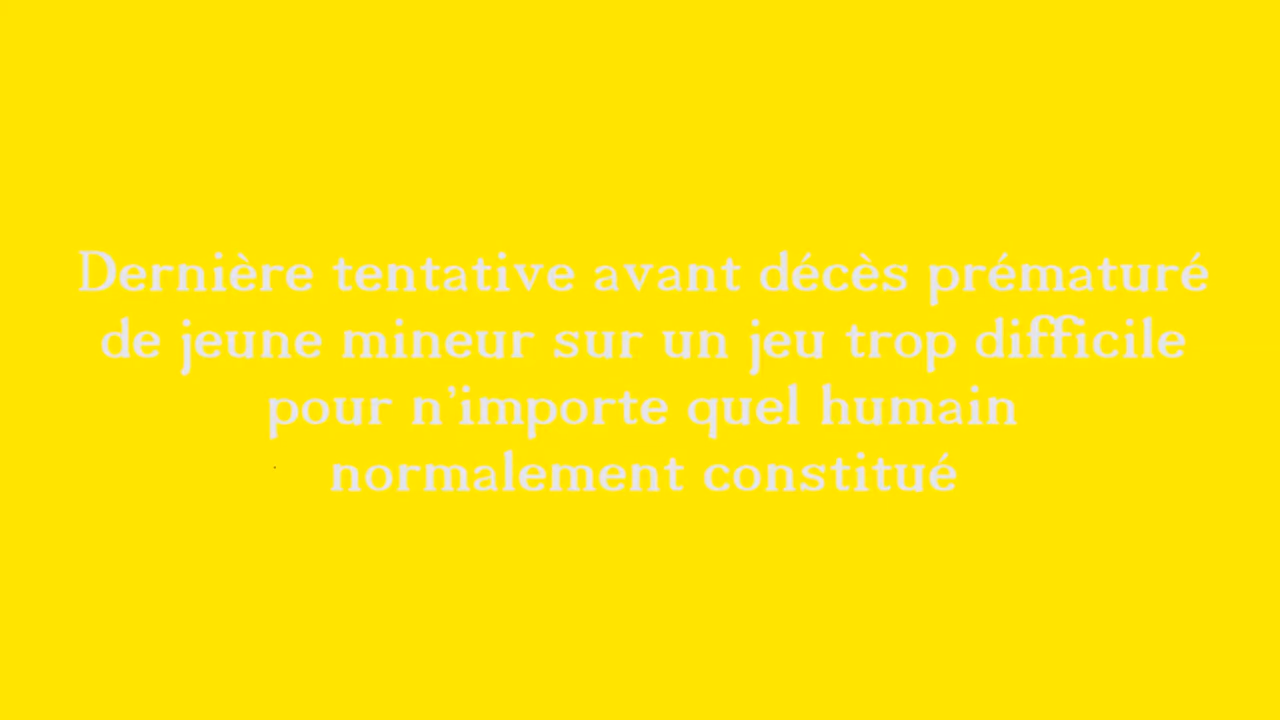 Dernière tentative avant décès prématuré
de jeune mineur sur un jeu trop difficile
pour n'importe quel humain
normalement constitué